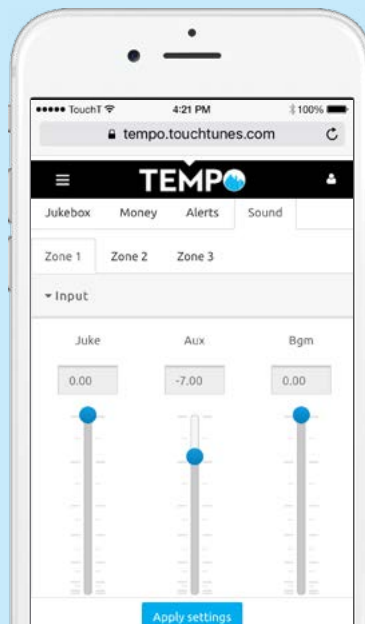 ●●●●● TouchT 4:21 PM 100%
tempo.touchtunes.com
TEMPO
Jukebox Money Alerts Sound
Zone 1 Zone 2 Zone 3
Input
Juke Aux Bgm
0.00 -7.00 0.00
Apply settings